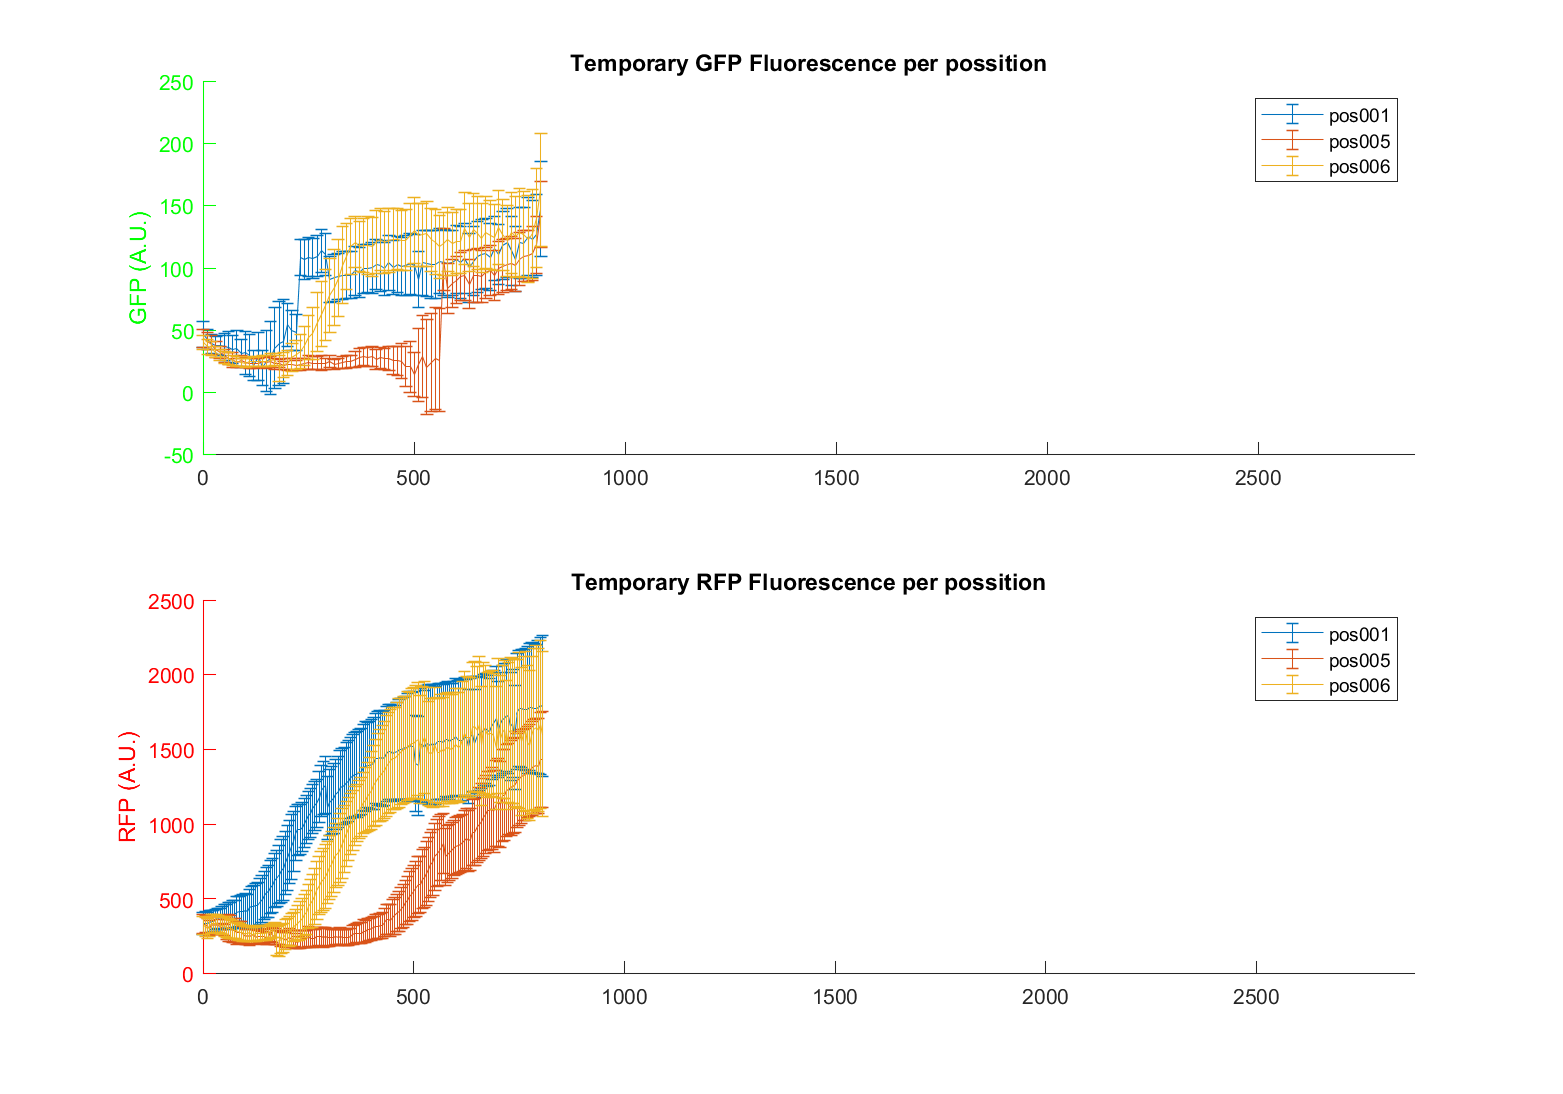 Temporary GFP Fluorescence per possition
250
200
150
100
50
0
-50
GFP (A.U.)
0 500 1000 1500 2000 2500
pos001
pos005
pos006
Temporary RFP Fluorescence per possition
2500
2000
1500
1000
500
0
RFP (A.U.)
0 500 1000 1500 2000 2500
pos001
pos005
pos006